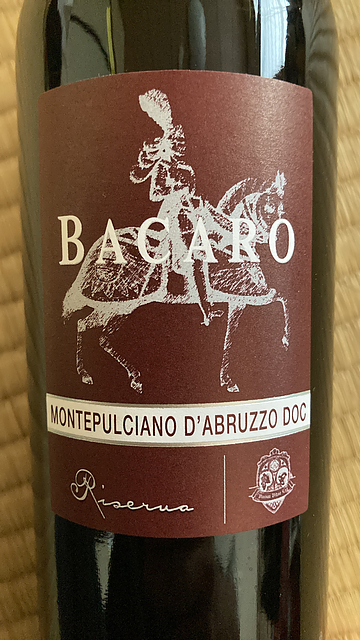 BACARO
MONTEPULCIANO D'ABRUZZO DOC
Riserva